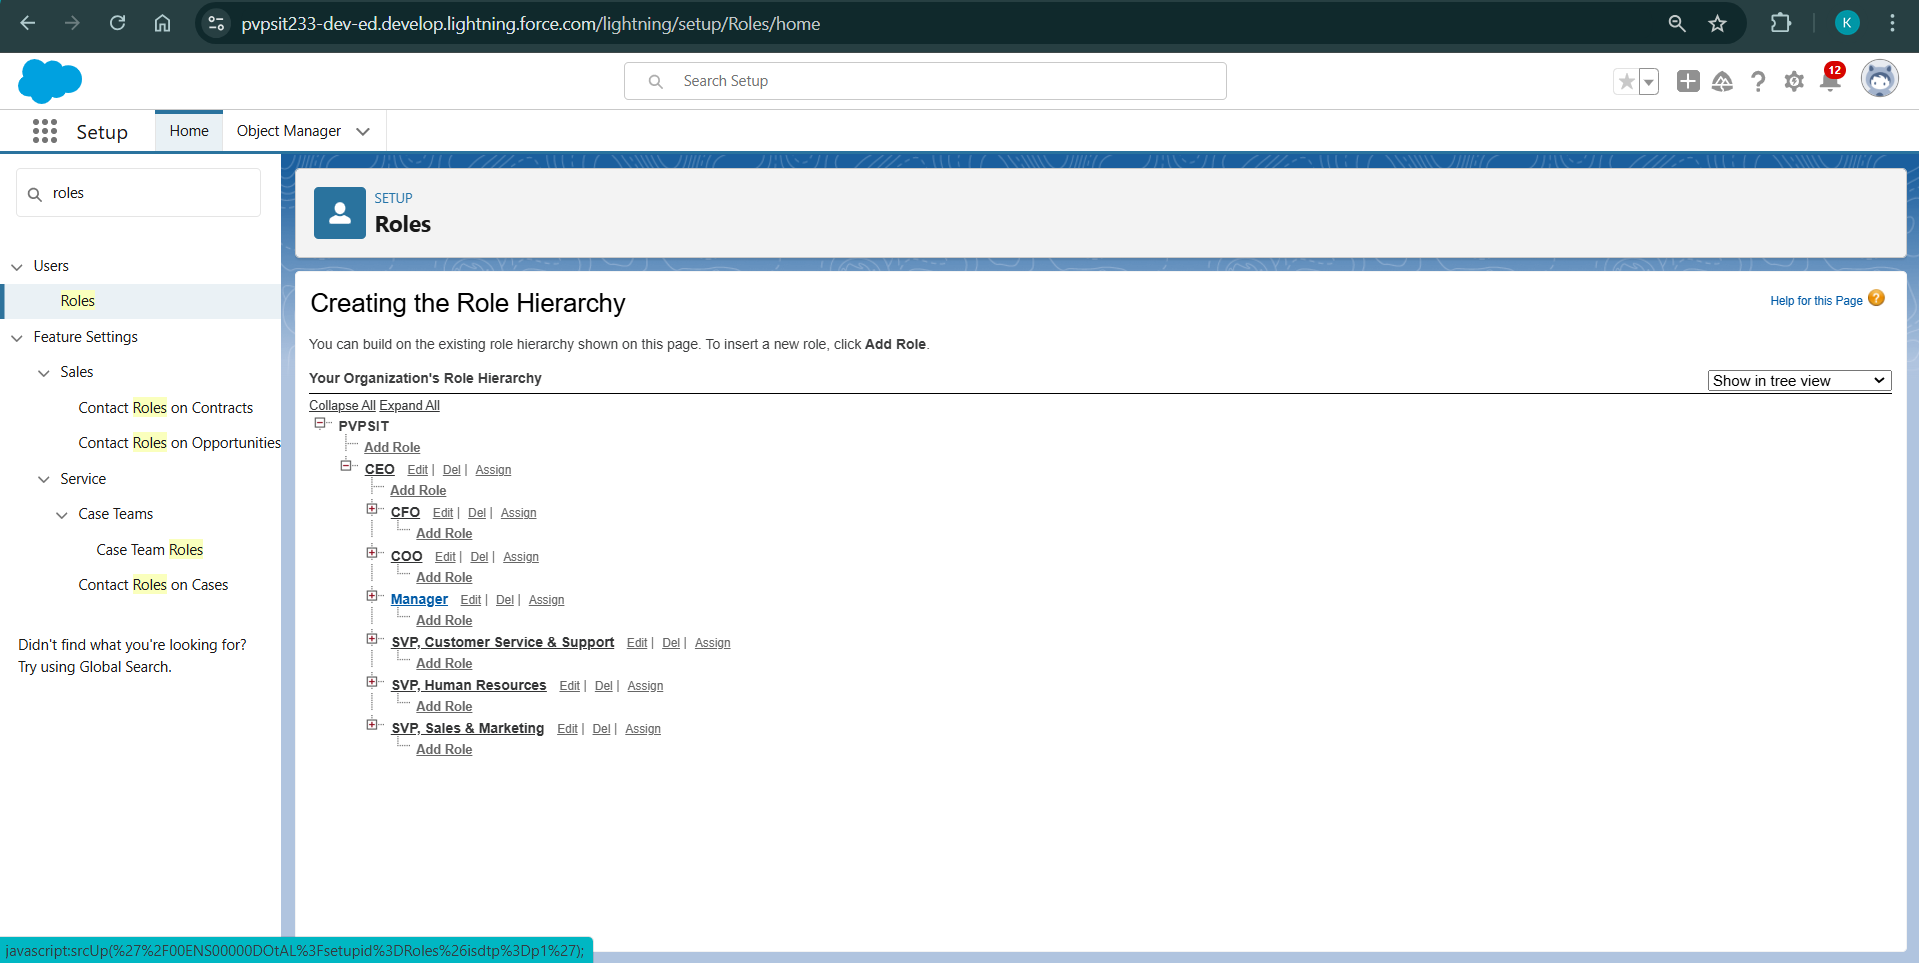 pvpsit233-dev-ed.develop.lightning.force.com/lightning/setup/Roles/home
K
Search Setup
12
Setup
Home
Object Manager
roles
Users
Roles
Feature Settings
Sales
Contact Roles on Contracts
Contact Roles on Opportunities
Service
Case Teams
Case Team Roles
Contact Roles on Cases
Didn't find what you're looking for?
Try using Global Search.
SETUP
Roles
Creating the Role Hierarchy
Help for this Page ?
You can build on the existing role hierarchy shown on this page. To insert a new role, click Add Role.
Your Organization's Role Hierarchy
Show in tree view
Collapse All Expand All
PVPSIT
Add Role
CEO Edit | Del | Assign
Add Role
CFO Edit | Del | Assign
Add Role
COO Edit | Del | Assign
Add Role
Manager Edit | Del | Assign
Add Role
SVP, Customer Service & Support Edit | Del | Assign
Add Role
SVP, Human Resources Edit | Del | Assign
Add Role
SVP, Sales & Marketing Edit | Del | Assign
Add Role
javascript:srcUp(%27%2F00ENS00000DOtAL%3Fsetupid%3DRoles%26isdtp%3Dp1%27);